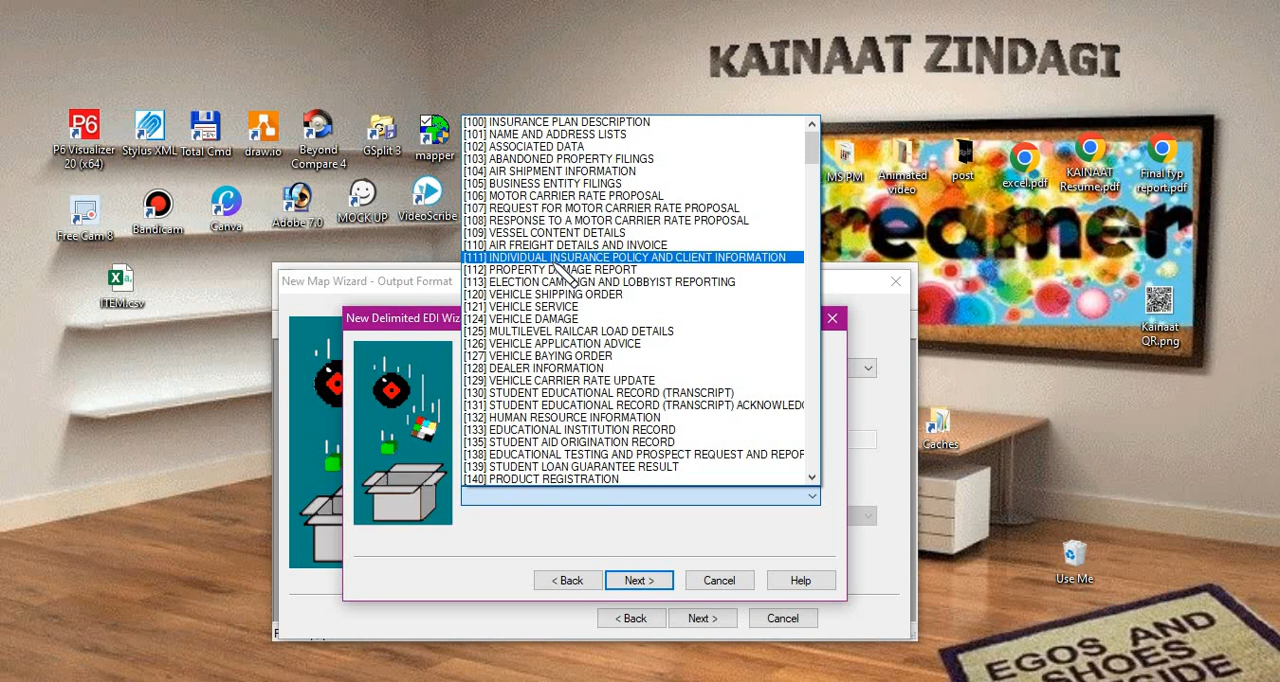 KAINAAT ZINDAGI
P6 Visualizer
20 (x64)
Stylus XML
Total Cmd
draw.io
Beyond
Compare 4
GSplit 3
mapper
Free Cam 8
Bandicam
Canva
Adobe 7.0
MOCK UP
VideoScribe
ITEM.csv
MS PM
Animated
video
post
excel.pdf
KAINAAT
Resume.pdf
Final fyp
report.pdf
reamer
Kainaat
QR.png
Caches
Use Me
EGOS AND
SHOES
New Map Wizard - Output Format
New Delimited EDI Wiz
[100] INSURANCE PLAN DESCRIPTION
[101] NAME AND ADDRESS LISTS
[102] ASSOCIATED DATA
[103] ABANDONED PROPERTY FILINGS
[104] AIR SHIPMENT INFORMATION
[105] BUSINESS ENTITY FILINGS
[106] MOTOR CARRIER RATE PROPOSAL
[107] REQUEST FOR MOTOR CARRIER RATE PROPOSAL
[108] RESPONSE TO A MOTOR CARRIER RATE PROPOSAL
[109] VESSEL CONTENT DETAILS
[110] AIR FREIGHT DETAILS AND INVOICE
[111] INDIVIDUAL INSURANCE POLICY AND CLIENT INFORMATION
[112] PROPERTY DAMAGE REPORT
[113] ELECTION CAMPAIGN AND LOBBYIST REPORTING
[120] VEHICLE SHIPPING ORDER
[121] VEHICLE SERVICE
[124] VEHICLE DAMAGE
[125] MULTILEVEL RAILCAR LOAD DETAILS
[126] VEHICLE APPLICATION ADVICE
[127] VEHICLE BAYING ORDER
[128] DEALER INFORMATION
[129] VEHICLE CARRIER RATE UPDATE
[130] STUDENT EDUCATIONAL RECORD (TRANSCRIPT)
[131] STUDENT EDUCATIONAL RECORD (TRANSCRIPT) ACKNOWLED
[132] HUMAN RESOURCE INFORMATION
[133] EDUCATIONAL INSTITUTION RECORD
[135] STUDENT AID ORIGINATION RECORD
[138] EDUCATIONAL TESTING AND PROSPECT REQUEST AND REPOR
[139] STUDENT LOAN GUARANTEE RESULT
[140] PRODUCT REGISTRATION
< Back
Next >
Cancel
Help
< Back
Next >
Cancel